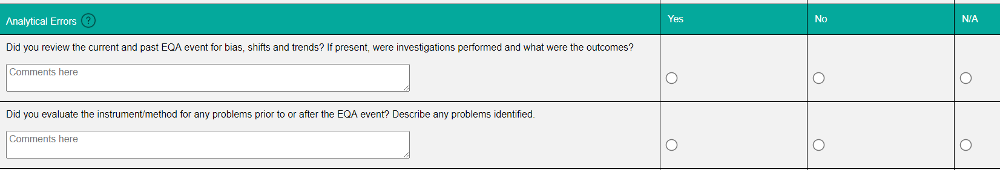 Analytical Errors ? Yes No N/A
Did you review the current and past EQA event for bias, shifts and trends? If present, were investigations performed and what were the outcomes?
Comments here
Did you evaluate the instrument/method for any problems prior to or after the EQA event? Describe any problems identified.
Comments here